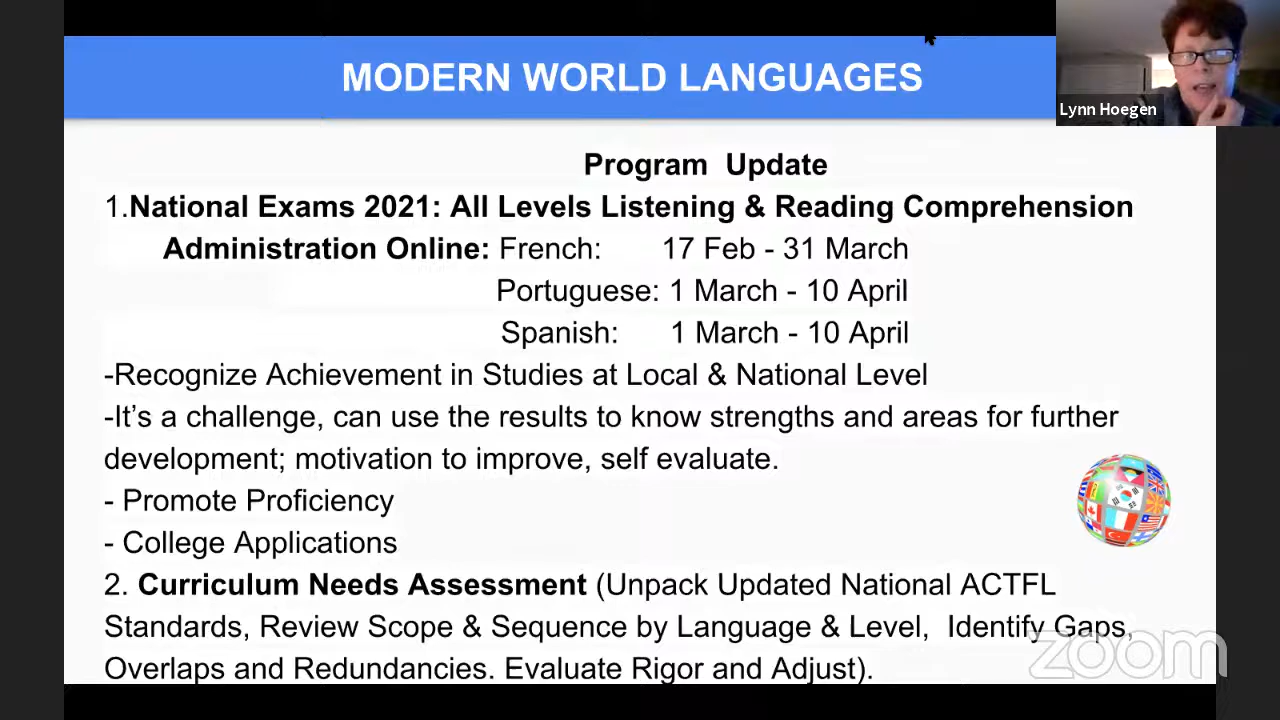 MODERN WORLD LANGUAGES
Lynn Hoegen
Program Update
1.National Exams 2021: All Levels Listening & Reading Comprehension
Administration Online: French: 17 Feb - 31 March
Portuguese: 1 March - 10 April
Spanish: 1 March - 10 April
-Recognize Achievement in Studies at Local & National Level
-It’s a challenge, can use the results to know strengths and areas for further
development; motivation to improve, self evaluate.
- Promote Proficiency
- College Applications
2. Curriculum Needs Assessment (Unpack Updated National ACTFL
Standards, Review Scope & Sequence by Language & Level, Identify Gaps,
Overlaps and Redundancies. Evaluate Rigor and Adjust).
zoom